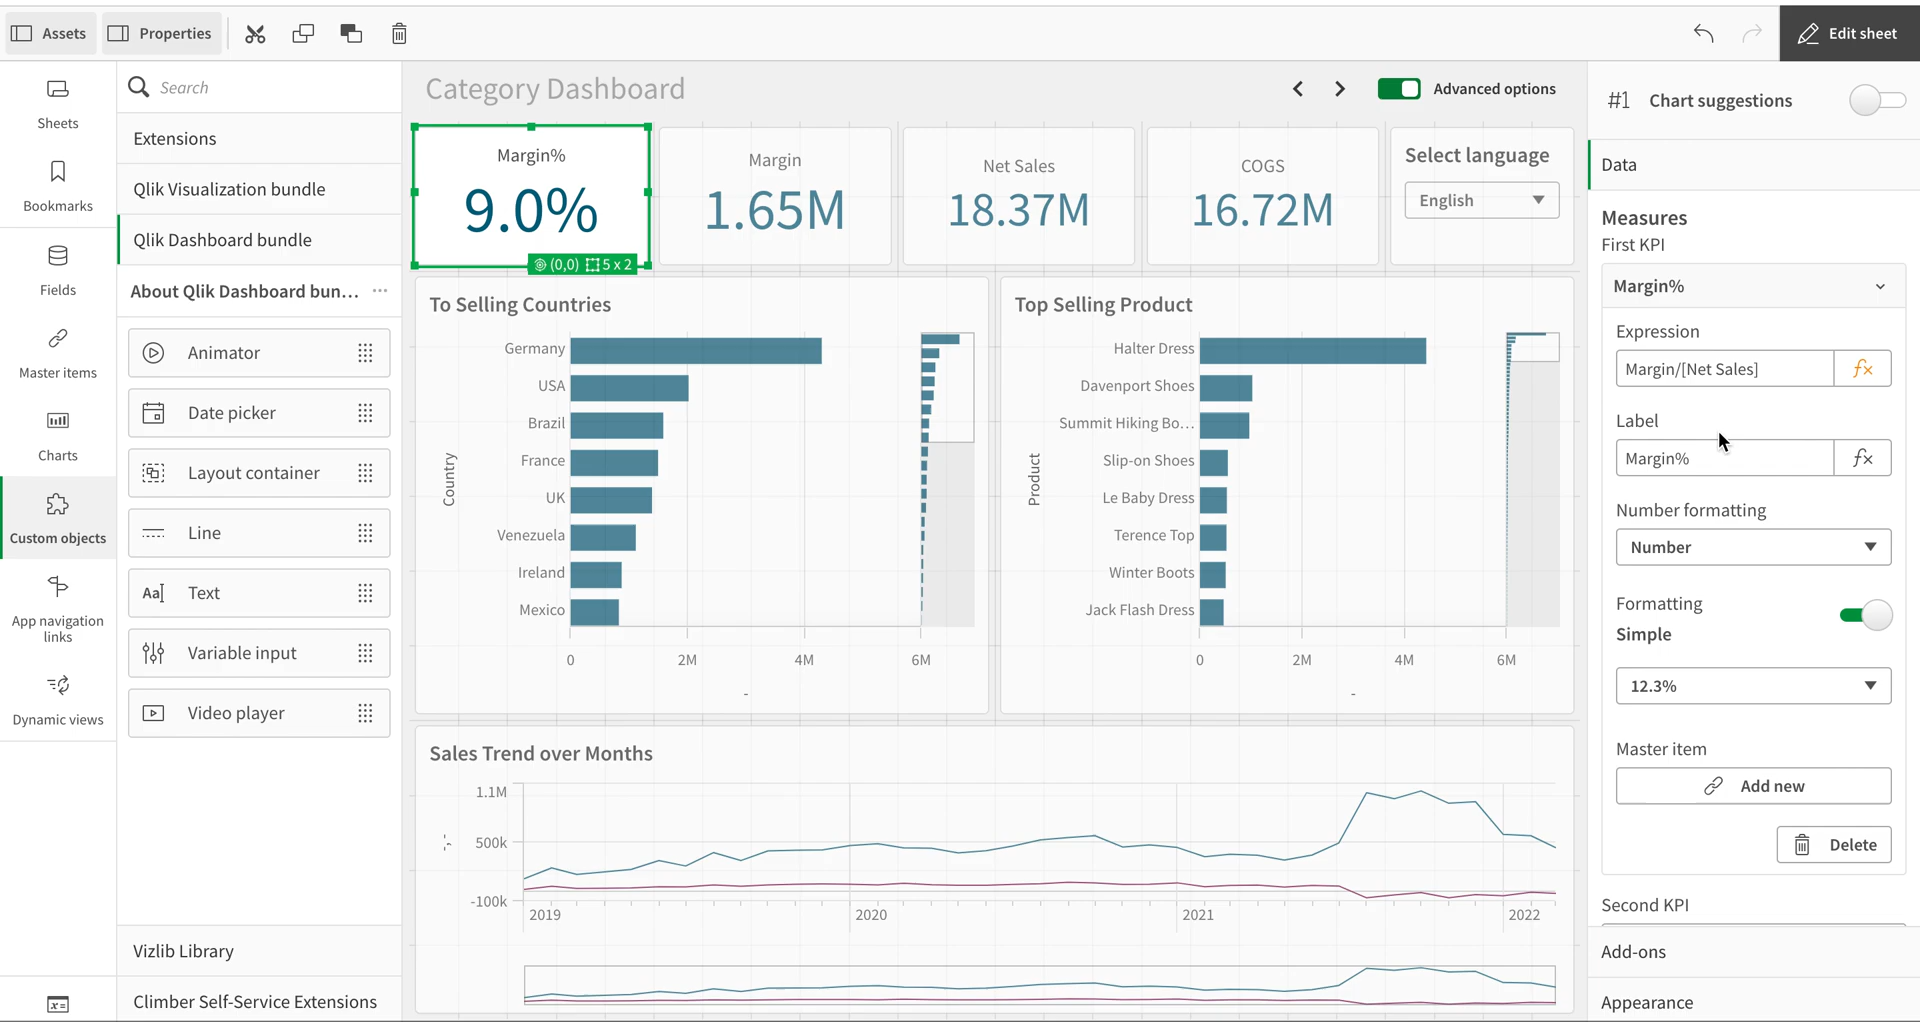 Assets
Properties
Edit sheet
Sheets
Bookmarks
Fields
Master items
Charts
Custom objects
App navigation
links
Dynamic views
Search
Extensions
Qlik Visualization bundle
Qlik Dashboard bundle
About Qlik Dashboard bun...
Animator
Date picker
Layout container
Line
Aa Text
Variable input
Video player
Vizlib Library
Climber Self-Service Extensions
Category Dashboard
Advanced options
Margin%
9.0%
(0,0) 5 x 2
Margin
1.65M
Net Sales
18.37M
COGS
16.72M
Select language
English
To Selling Countries
Country
Germany
USA
Brazil
France
UK
Venezuela
Ireland
Mexico
0 2M 4M 6M
-
Top Selling Product
Product
Halter Dress
Davenport Shoes
Summit Hiking Bo...
Slip-on Shoes
Le Baby Dress
Terence Top
Winter Boots
Jack Flash Dress
0 2M 4M 6M
-
Sales Trend over Months
1.1M
500k
-100k
2019 2020 2021 2022
#1 Chart suggestions
Data
Measures
First KPI
Margin%
Expression
Margin/[Net Sales] fx
Label
Margin% fx
Number formatting
Number
Formatting
Simple
12.3%
Master item
Add new
Delete
Second KPI
Add-ons
Appearance